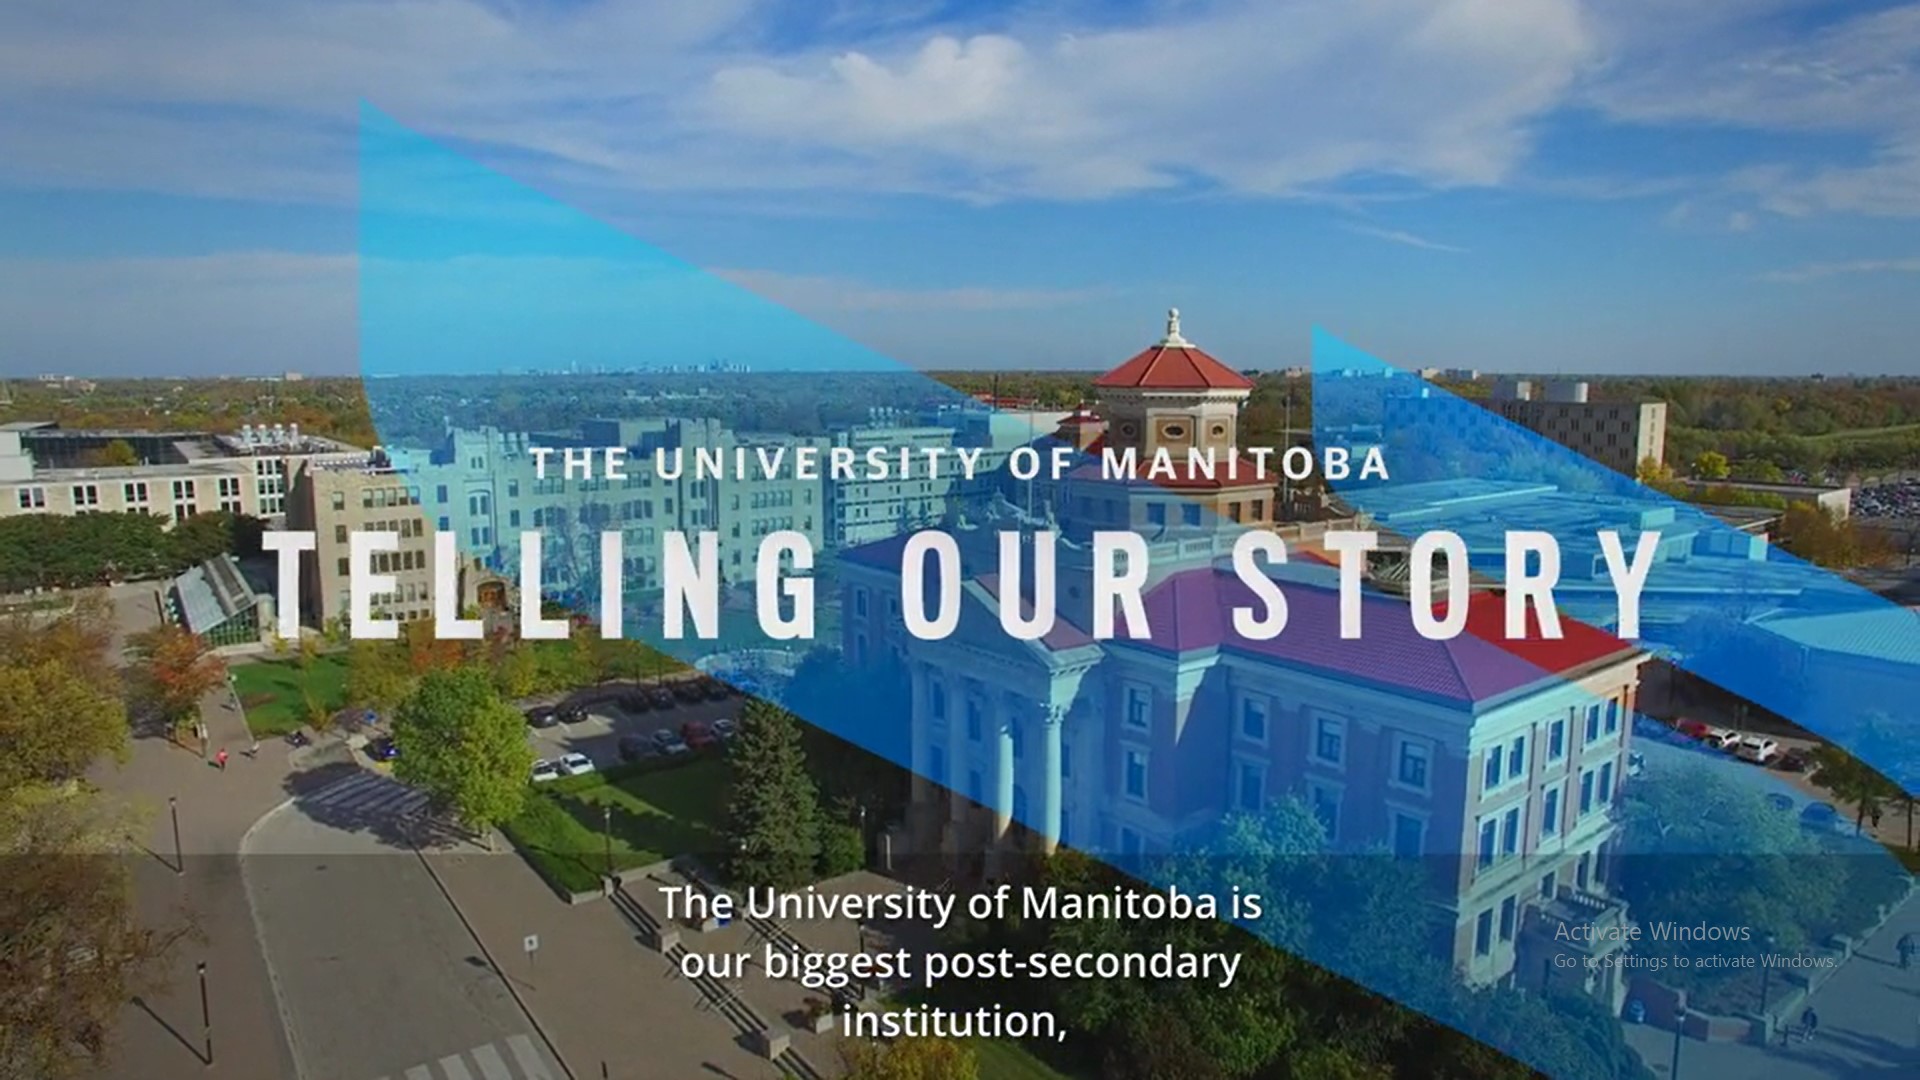 THE UNIVERSITY OF MANITOBA
TELLING OUR STORY
The University of Manitoba is
our biggest post-secondary
institution,
Activate Windows
Go to Settings to activate Windows.